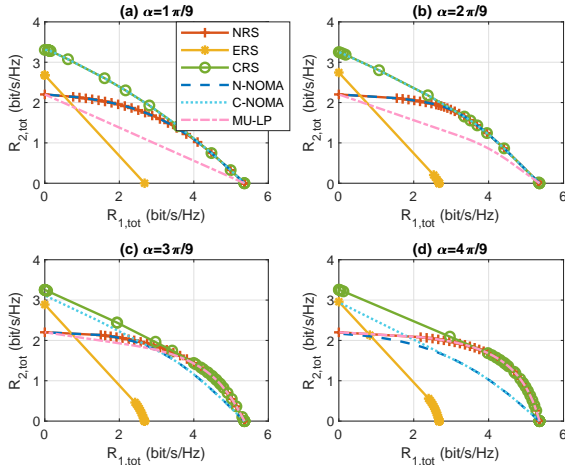 (a) α=1π/9
(b) α=2π/9
NRS
ERS
CRS
N-NOMA
C-NOMA
MU-LP
R2,tot (bit/s/Hz)
4
3
2
1
0
0 2 4 6
R1,tot (bit/s/Hz)
R2,tot (bit/s/Hz)
4
3
2
1
0
0 2 4 6
R1,tot (bit/s/Hz)
(c) α=3π/9
(d) α=4π/9
R2,tot (bit/s/Hz)
4
3
2
1
0
0 2 4 6
R1,tot (bit/s/Hz)
R2,tot (bit/s/Hz)
4
3
2
1
0
0 2 4 6
R1,tot (bit/s/Hz)